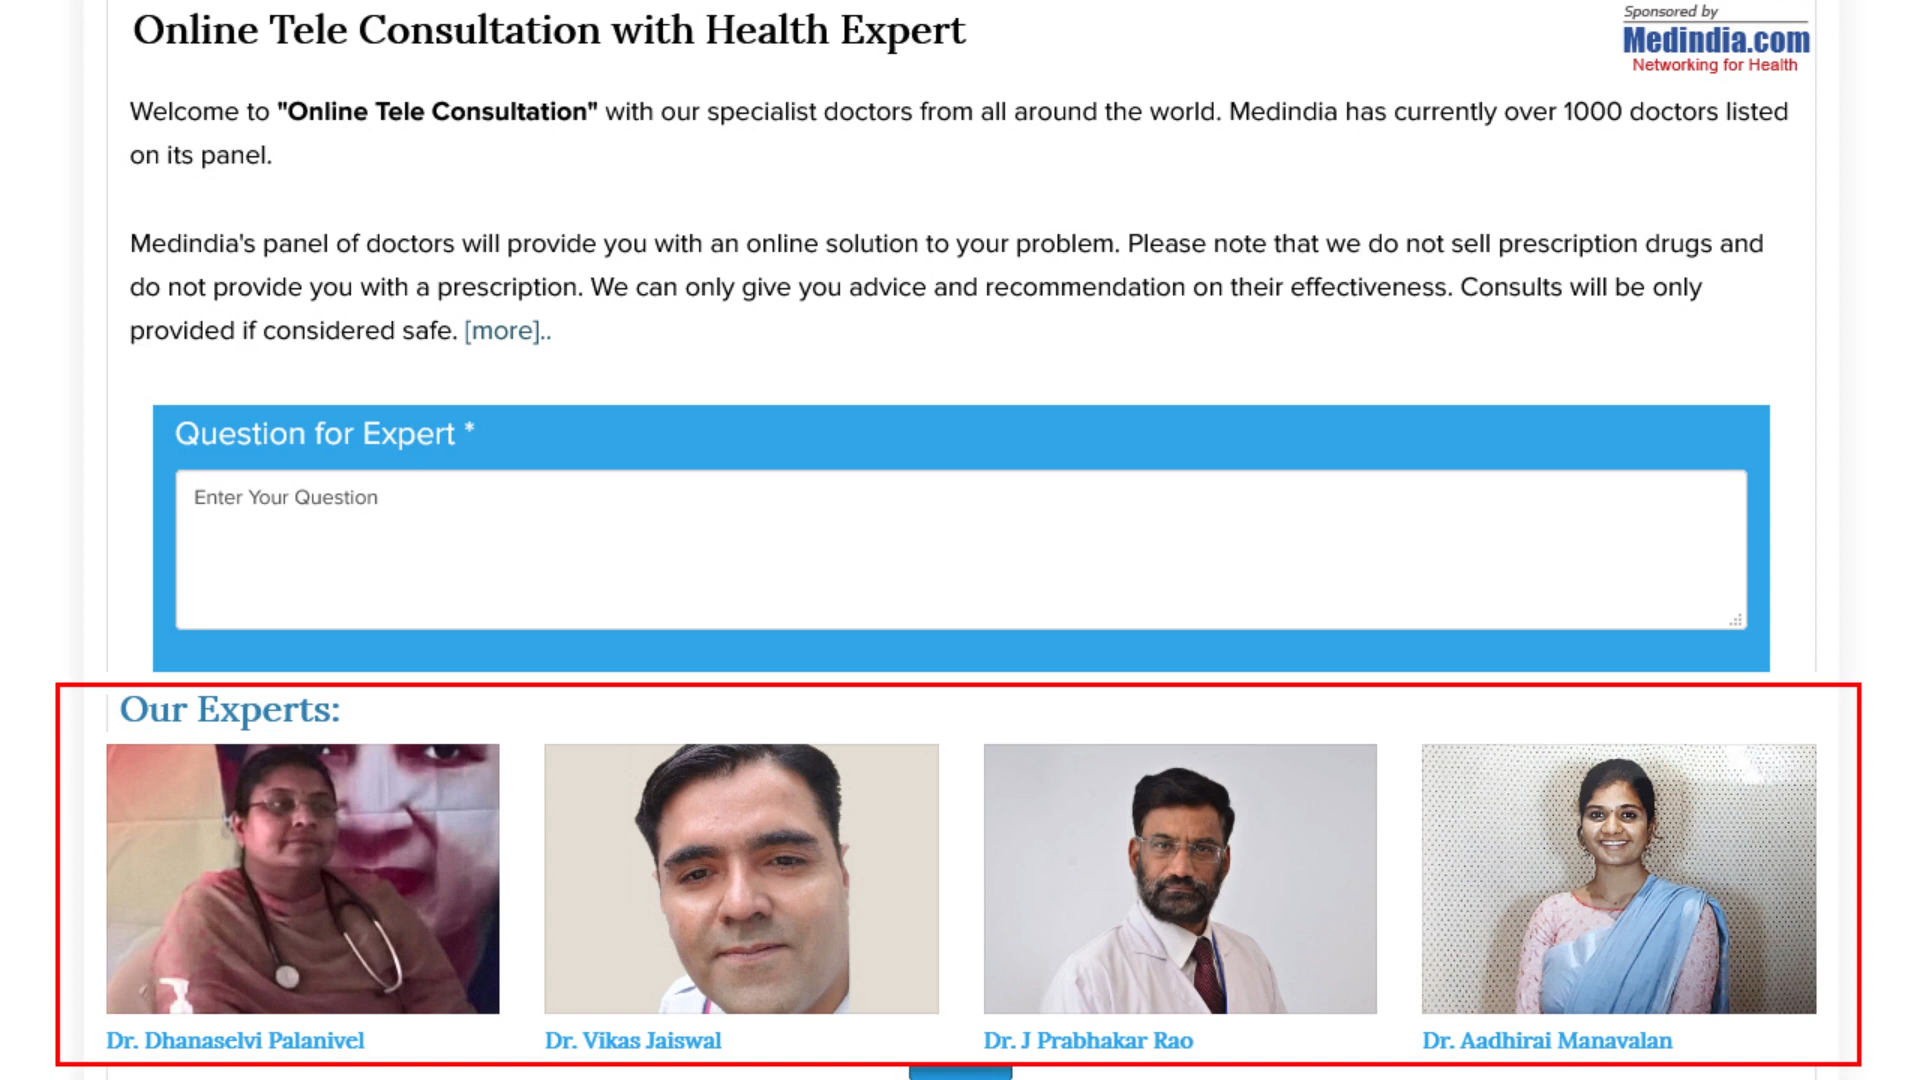 Online Tele Consultation with Health Expert
Sponsored by
Medindia.com
Networking for Health
Welcome to "Online Tele Consultation" with our specialist doctors from all around the world. Medindia has currently over 1000 doctors listed
on its panel.
Medindia's panel of doctors will provide you with an online solution to your problem. Please note that we do not sell prescription drugs and
do not provide you with a prescription. We can only give you advice and recommendation on their effectiveness. Consults will be only
provided if considered safe. [more]..
Question for Expert *
Enter Your Question
Our Experts:
Dr. Dhanaselvi Palanivel
Dr. Vikas Jaiswal
Dr. J Prabhakar Rao
Dr. Aadhirai Manavalan